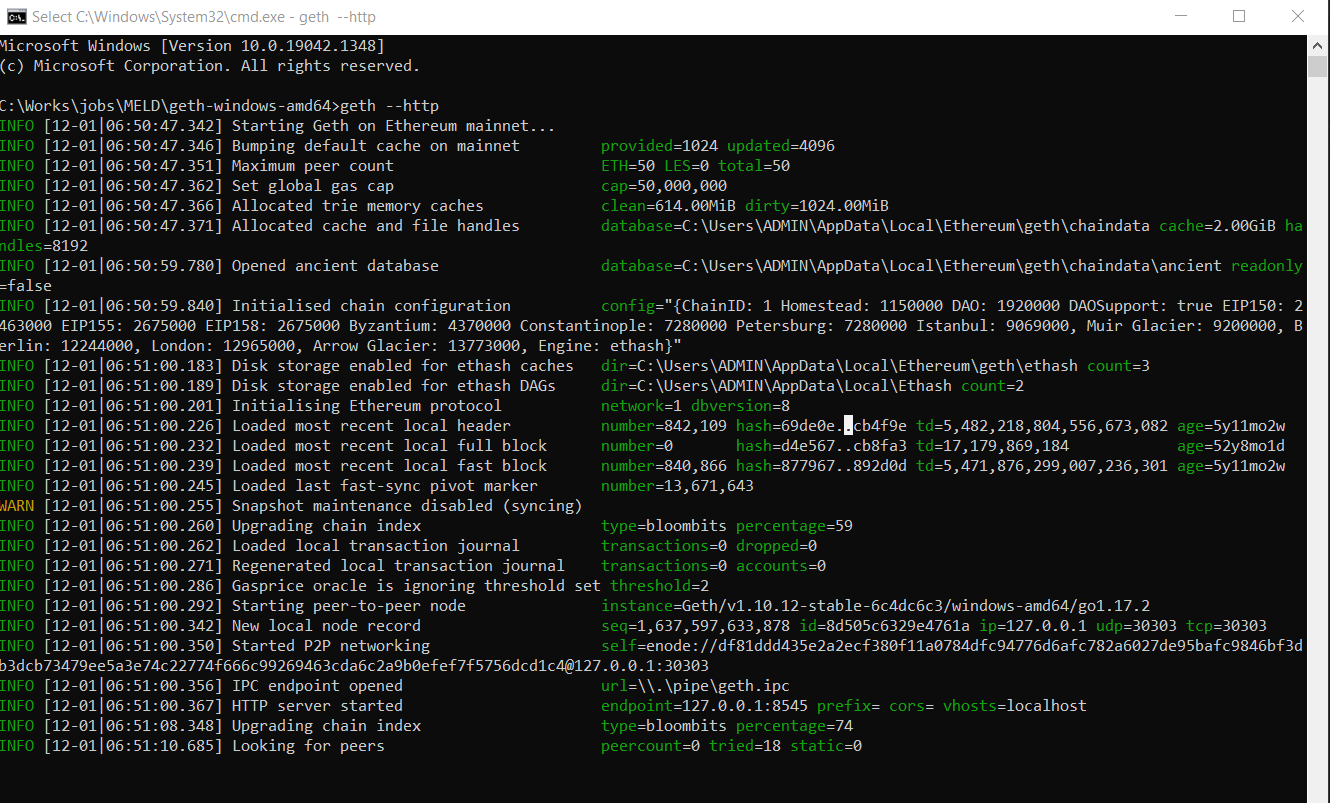 Select C:\Windows\System32\cmd.exe - geth --http
Microsoft Windows [Version 10.0.19042.1348]
(c) Microsoft Corporation. All rights reserved.
C:\Works\jobs\MELD\geth-windows-amd64>geth --http
INFO [12-01|06:50:47.342] Starting Geth on Ethereum mainnet...
INFO [12-01|06:50:47.346] Bumping default cache on mainnet provided=1024 updated=4096
INFO [12-01|06:50:47.351] Maximum peer count ETH=50 LES=0 total=50
INFO [12-01|06:50:47.362] Set global gas cap cap=50,000,000
INFO [12-01|06:50:47.366] Allocated trie memory caches clean=614.00MiB dirty=1024.00MiB
INFO [12-01|06:50:47.371] Allocated cache and file handles database=C:\Users\ADMIN\AppData\Local\Ethereum\geth\chaindata cache=2.00GiB ha
ndles=8192
INFO [12-01|06:50:59.780] Opened ancient database database=C:\Users\ADMIN\AppData\Local\Ethereum\geth\chaindata\ancient readonly
=false
INFO [12-01|06:50:59.840] Initialised chain configuration config="{ChainID: 1 Homestead: 1150000 DAO: 1920000 DAOSupport: true EIP150: 2
463000 EIP155: 2675000 EIP158: 2675000 Byzantium: 4370000 Constantinople: 7280000 Petersburg: 7280000 Istanbul: 9069000, Muir Glacier: 9200000, B
erlin: 12244000, London: 12965000, Arrow Glacier: 13773000, Engine: ethash}"
INFO [12-01|06:51:00.183] Disk storage enabled for ethash caches dir=C:\Users\ADMIN\AppData\Local\Ethereum\geth\ethash count=3
INFO [12-01|06:51:00.189] Disk storage enabled for ethash DAGs dir=C:\Users\ADMIN\AppData\Local\Ethash count=2
INFO [12-01|06:51:00.201] Initialising Ethereum protocol network=1 dbversion=8
INFO [12-01|06:51:00.226] Loaded most recent local header number=842,109 hash=69de0e..cb4f9e td=5,482,218,804,556,673,082 age=5y11mo2w
INFO [12-01|06:51:00.232] Loaded most recent local full block number=0 hash=d4e567..cb8fa3 td=17,179,869,184 age=52y8mo1d
INFO [12-01|06:51:00.239] Loaded most recent local fast block number=840,866 hash=877967..892d0d td=5,471,876,299,007,236,301 age=5y11mo2w
INFO [12-01|06:51:00.245] Loaded last fast-sync pivot marker number=13,671,643
WARN [12-01|06:51:00.255] Snapshot maintenance disabled (syncing)
INFO [12-01|06:51:00.260] Upgrading chain index type=bloombits percentage=59
INFO [12-01|06:51:00.262] Loaded local transaction journal transactions=0 dropped=0
INFO [12-01|06:51:00.271] Regenerated local transaction journal transactions=0 accounts=0
INFO [12-01|06:51:00.286] Gasprice oracle is ignoring threshold set threshold=2
INFO [12-01|06:51:00.292] Starting peer-to-peer node instance=Geth/v1.10.12-stable-6c4dc6c3/windows-amd64/go1.17.2
INFO [12-01|06:51:00.342] New local node record seq=1,637,597,633,878 id=8d505c6329e4761a ip=127.0.0.1 udp=30303 tcp=30303
INFO [12-01|06:51:00.350] Started P2P networking self=enode://df81ddd435e2a2ecf380f11a0784dfc94776d6afc782a6027de95bafc9846bf3d
b3dcb73479ee5a3e74c22774f666c99269463cda6c2a9b0efef7f5756dcd1c4@127.0.0.1:30303
INFO [12-01|06:51:00.356] IPC endpoint opened url=\\.\pipe\geth.ipc
INFO [12-01|06:51:00.367] HTTP server started endpoint=127.0.0.1:8545 prefix= cors= vhosts=localhost
INFO [12-01|06:51:08.348] Upgrading chain index type=bloombits percentage=74
INFO [12-01|06:51:10.685] Looking for peers peercount=0 tried=18 static=0